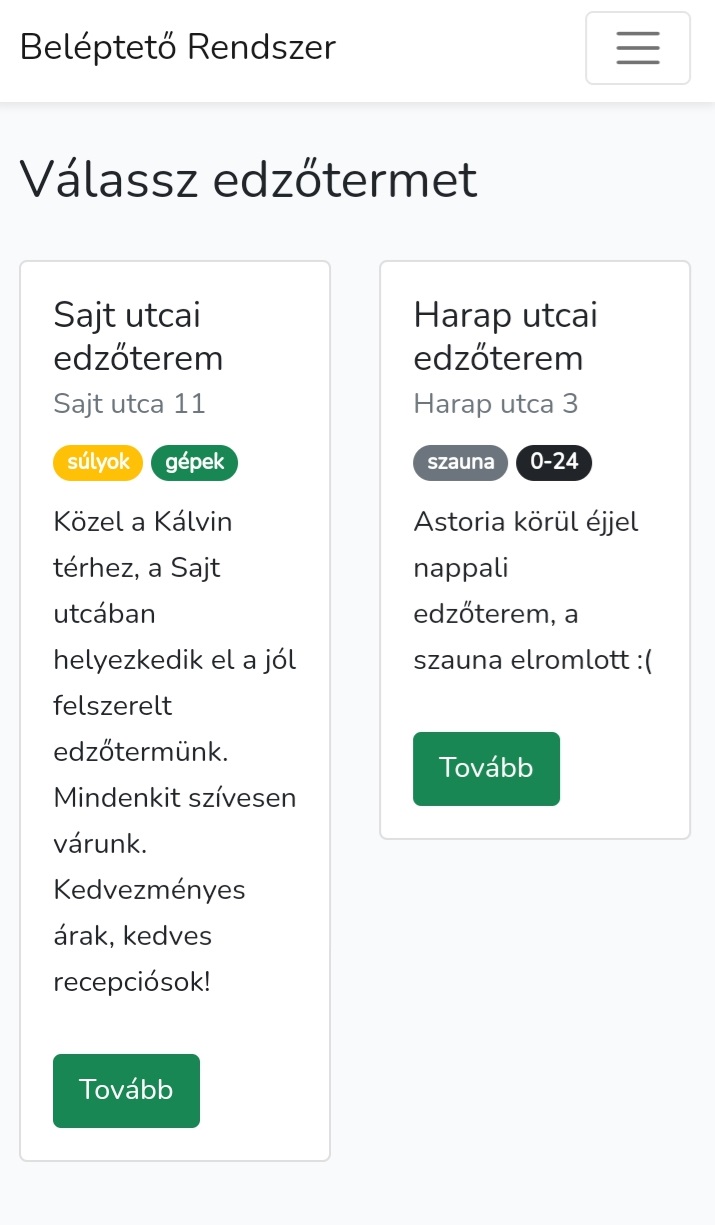 Beléptető Rendszer
Válassz edzőtermet
Sajt utcai
edzőterem
Sajt utca 11
súlyok gépek
Közel a Kálvin
térhez, a Sajt
utcában
helyezkedik el a jól
felszerelt
edzőtermünk.
Mindenkit szívesen
várunk.
Kedvezményes
árak, kedves
recepciósok!
Tovább
Harap utcai
edzőterem
Harap utca 3
szauna 0-24
Astoria körül éjjel
nappali
edzőterem, a
szauna elromlott :(
Tovább